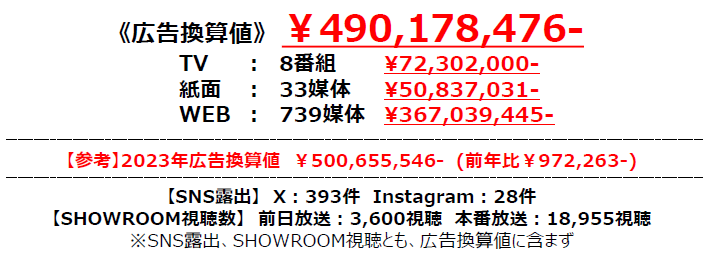 《広告換算値》 ¥490,178,476-
TV : 8番組 ¥72,302,000-
紙面 : 33媒体 ¥50,837,031-
WEB : 739媒体 ¥367,039,445-
【参考】2023年広告換算値 ¥500,655,546- (前年比¥972,263-)
【SNS露出】 X:393件 Instagram:28件
【SHOWROOM視聴数】 前日放送:3,600視聴 本番放送:18,955視聴
※SNS露出、SHOWROOM視聴とも、広告換算値に含まず